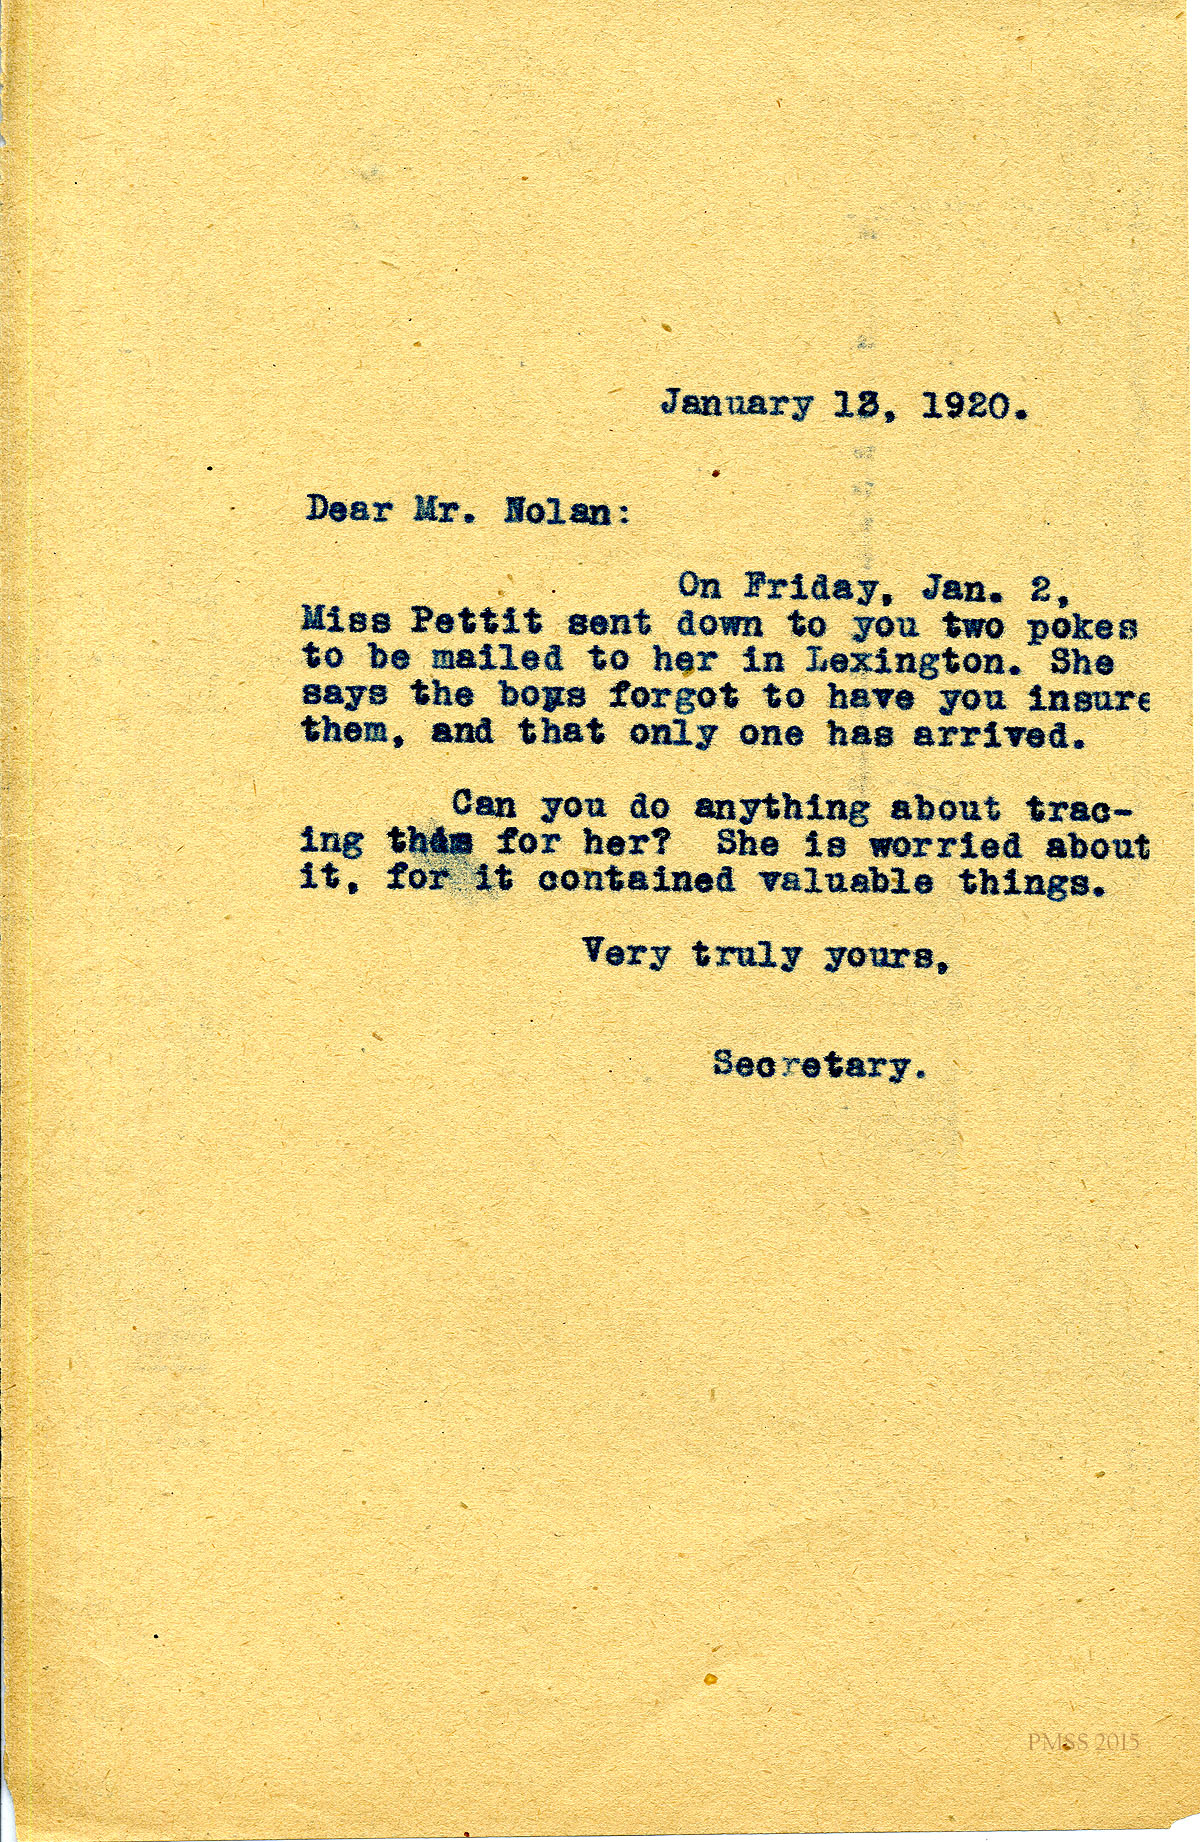 January 13, 1920.
Dear Mr. Nolan:
On Friday, Jan. 2,
Miss Pettit sent down to you two pokes
to be mailed to her in Lexington. She
says the boys forgot to have you insure
them, and that only one has arrived.
Can you do anything about trac-
ing for her? She is worried about
it, for it contained valuable things.
Very truly yours,
Secretary.
PMSS 2015